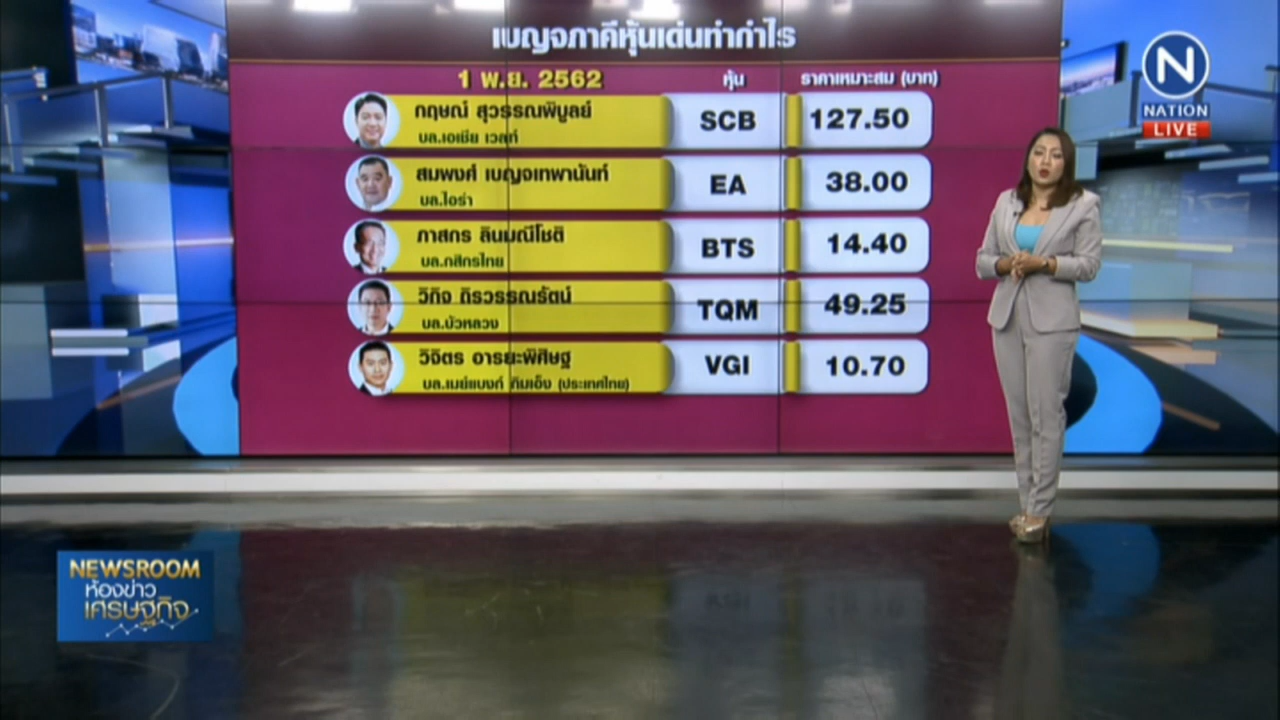 เบญจภาคีหุ้นเด่นทำกำไร
1 พ.ย. 2562 หุ้น ราคาเหมาะสม (บาท)
กฤษณ์ สุวรรณพิบูลย์ SCB 127.50
บล.เอเชีย เวลท์
สมพงศ์ เบญจเทพานันท์ EA 38.00
บล.ไอร่า
ภาสกร ลินมณีโชติ BTS 14.40
บล.กสิกรไทย
วิกิจ ถิรวรรณรัตน์ TQM 49.25
บล.บัวหลวง
วิจิตร อารยะพิศิษฐ VGI 10.70
บล.เมย์แบงก์ กิมเอ็ง (ประเทศไทย)
N
NATION
LIVE
NEWSROOM
ห้องข่าว
เศรษฐกิจ